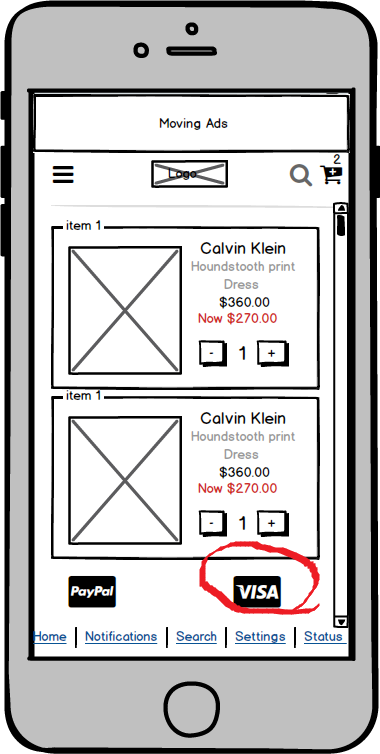 Moving Ads
Logo
2
item 1
Calvin Klein
Houndstooth print
Dress
$360.00
Now $270.00
- 1 +
item 1
Calvin Klein
Houndstooth print
Dress
$360.00
Now $270.00
- 1 +
PayPal VISA
Home Notifications Search Settings Status